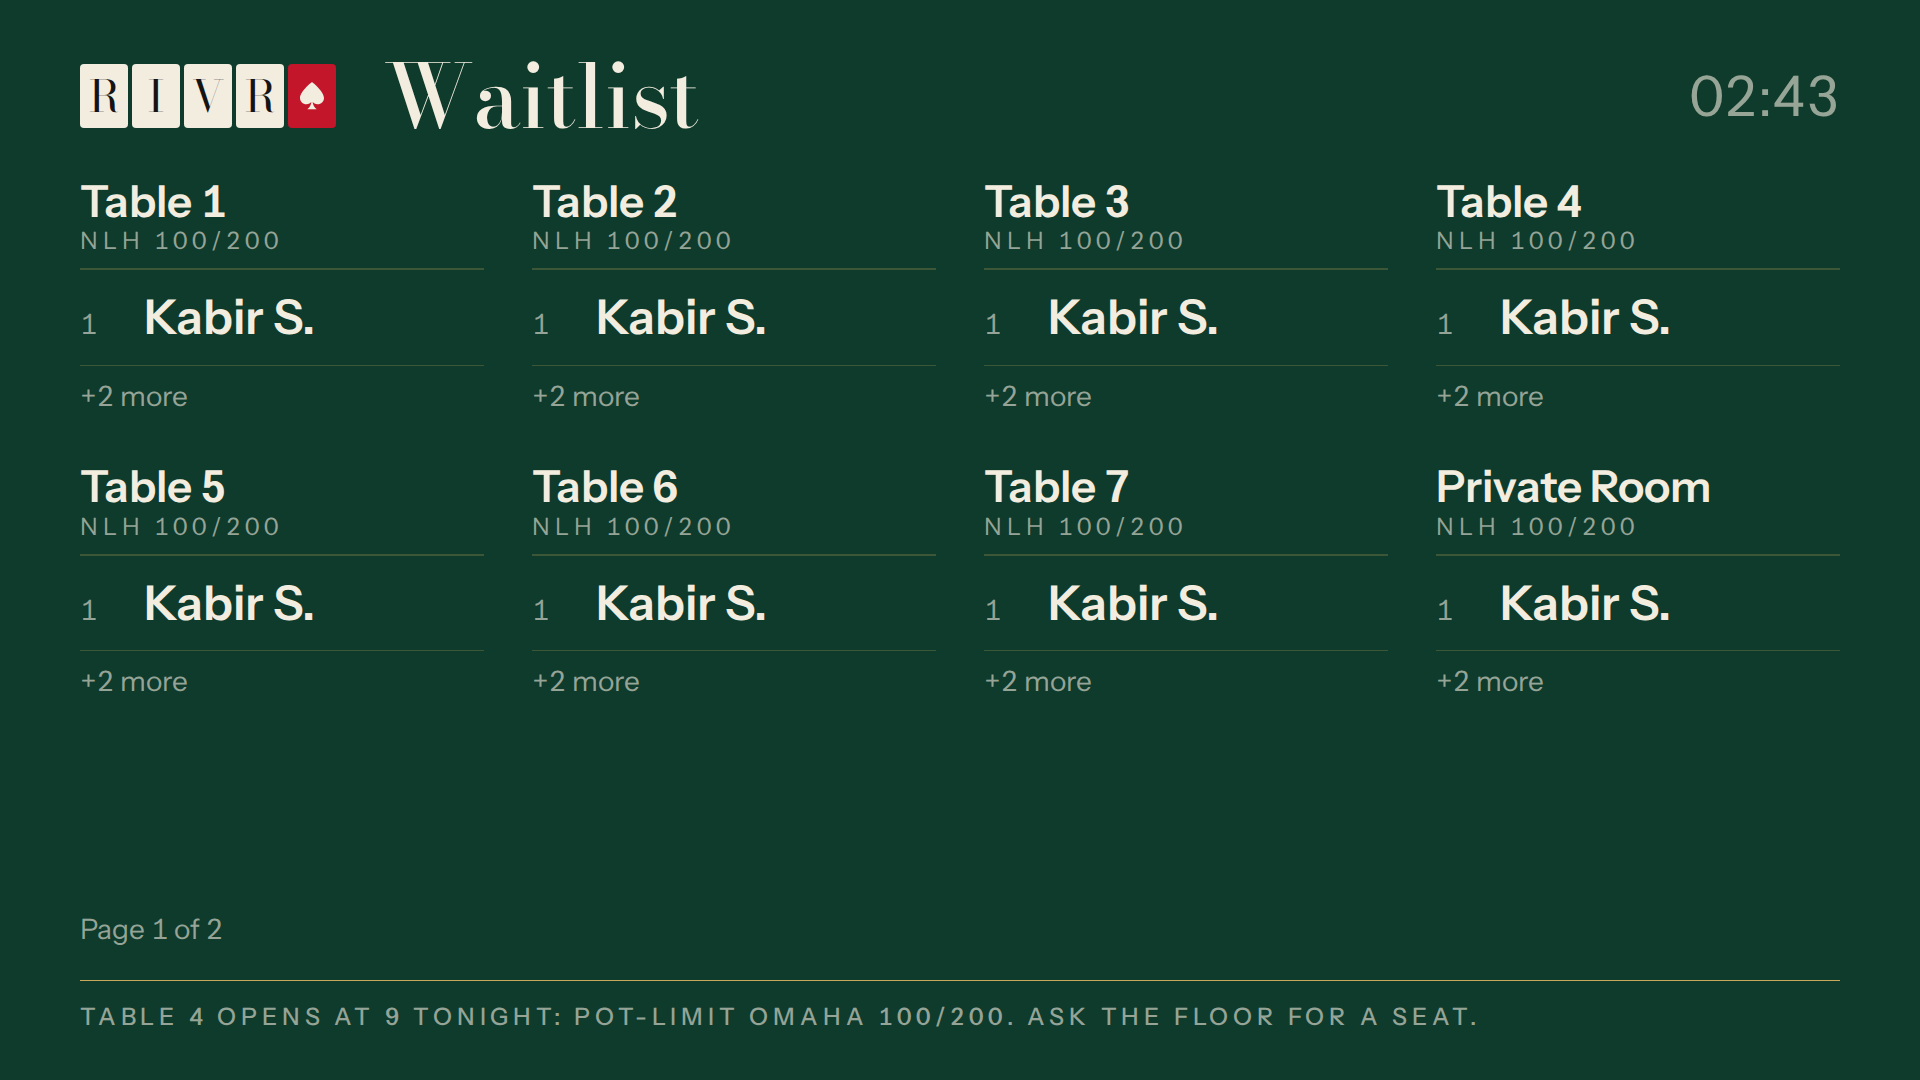 RIVR♠ Waitlist 02:43
Table 1
NLH 100/200
1 Kabir S.
+2 more
Table 2
NLH 100/200
1 Kabir S.
+2 more
Table 3
NLH 100/200
1 Kabir S.
+2 more
Table 4
NLH 100/200
1 Kabir S.
+2 more
Table 5
NLH 100/200
1 Kabir S.
+2 more
Table 6
NLH 100/200
1 Kabir S.
+2 more
Table 7
NLH 100/200
1 Kabir S.
+2 more
Private Room
NLH 100/200
1 Kabir S.
+2 more
Page 1 of 2
TABLE 4 OPENS AT 9 TONIGHT: POT-LIMIT OMAHA 100/200. ASK THE FLOOR FOR A SEAT.